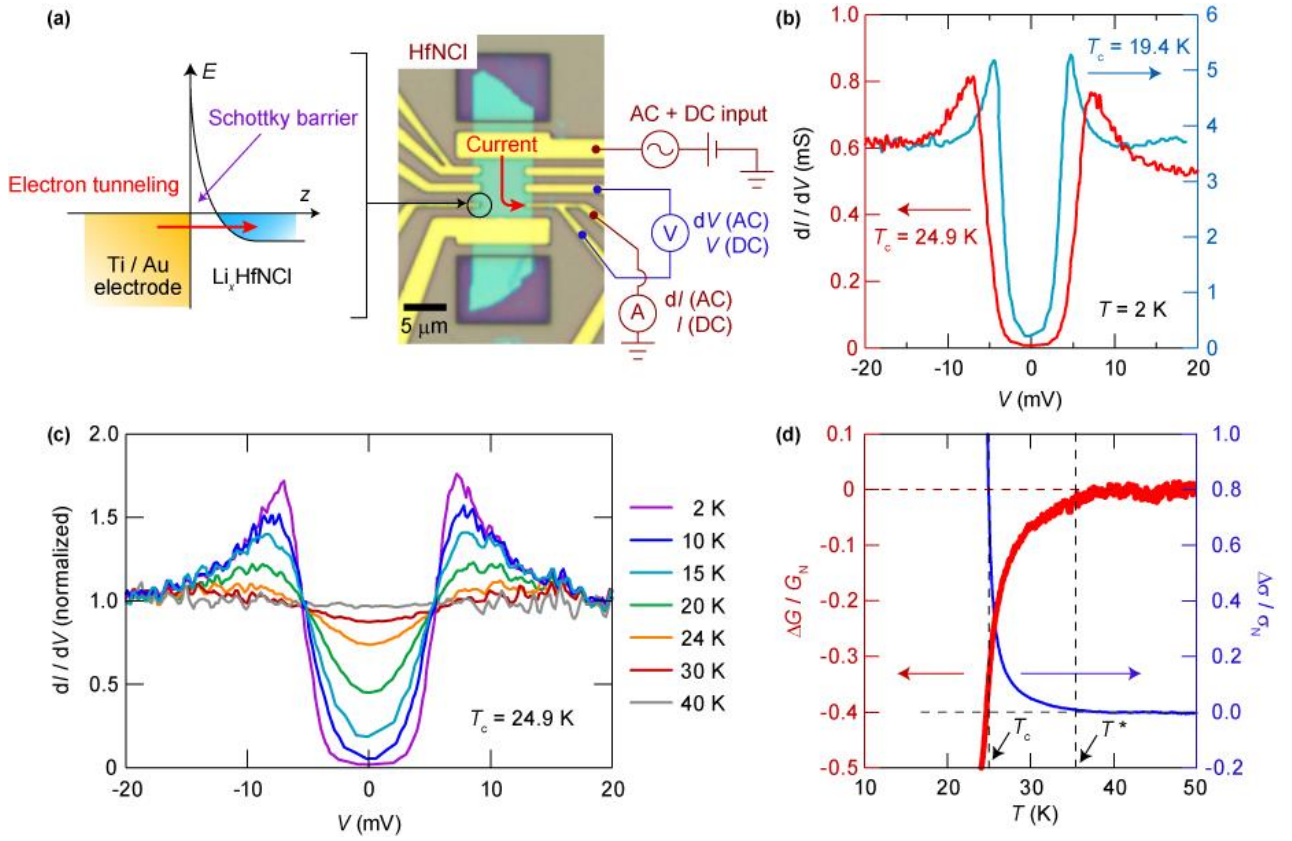 (a)
E
Schottky barrier
Electron tunneling
z
Ti / Au
electrode
LixHfNCl
HfNCl
Current
5 μm
AC + DC input
dV (AC)
V (DC)
V
dI (AC)
I (DC)
A
(b)
dI / dV (mS)
1.0
0.8
0.6
0.4
0.2
0
6
5
4
3
2
1
0
Tc = 19.4 K
Tc = 24.9 K
T = 2 K
-20 -10 0 10 20
V (mV)
(c)
dI / dV (normalized)
2.0
1.5
1.0
0.5
0
Tc = 24.9 K
-20 -10 0 10 20
V (mV)
2 K
10 K
15 K
20 K
24 K
30 K
40 K
(d)
ΔG / GN
0.1
0
-0.1
-0.2
-0.3
-0.4
-0.5
1.0
0.8
0.6
0.4
0.2
0.0
-0.2
Δσ / σN
Tc
T*
10 20 30 40 50
T (K)